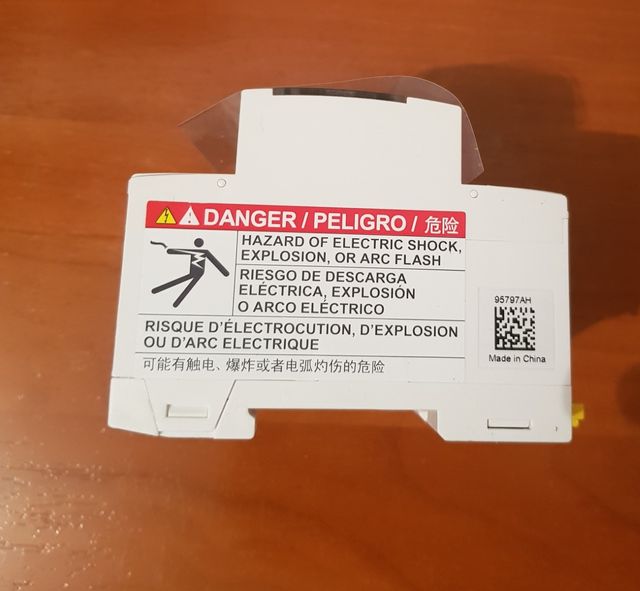 DANGER / PELIGRO / 危险
HAZARD OF ELECTRIC SHOCK,
EXPLOSION, OR ARC FLASH
RIESGO DE DESCARGA
ELÉCTRICA, EXPLOSIÓN
O ARCO ELÉCTRICO
RISQUE D'ÉLECTROCUTION, D'EXPLOSION
OU D'ARC ELECTRIQUE
可能有触电、爆炸或者电弧灼伤的危险
95797AH
Made in China